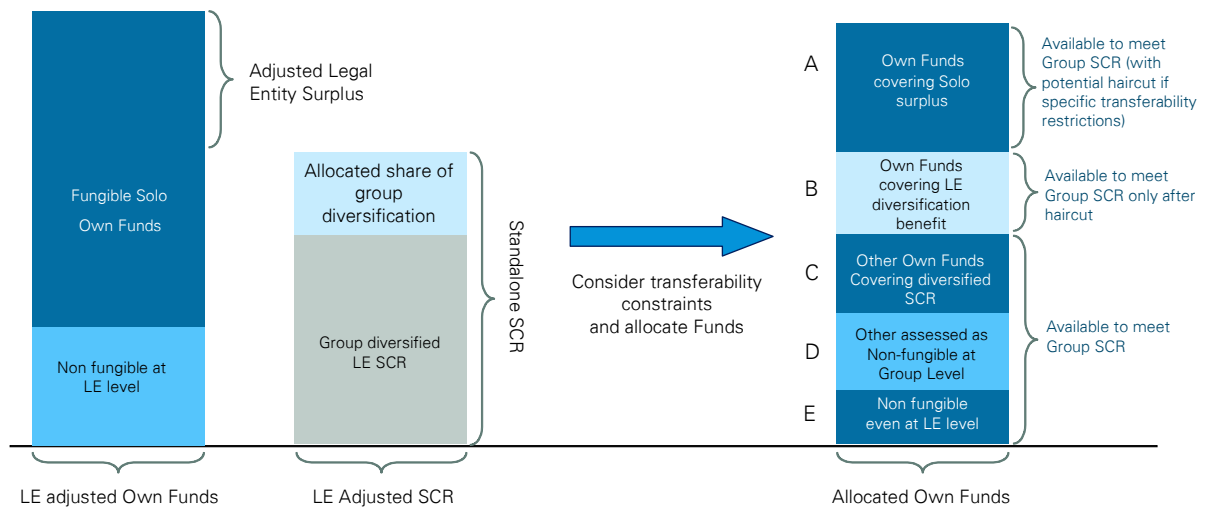 Adjusted Legal
Entity Surplus
Fungible Solo
Own Funds
Non fungible at
LE level
LE adjusted Own Funds
Allocated share of
group
diversification
Group diversified
LE SCR
Standalone SCR
LE Adjusted SCR
Consider transferability
constraints
and allocate Funds
A
Own Funds
covering Solo
surplus
Available to meet
Group SCR (with
potential haircut if
specific transferability
restrictions)
B
Own Funds
covering LE
diversification
benefit
Available to meet
Group SCR only after
haircut
C
Other Own Funds
Covering diversified
SCR
D
Other assessed as
Non-fungible at
Group Level
Available to meet
Group SCR
E
Non fungible
even at LE level
Allocated Own Funds